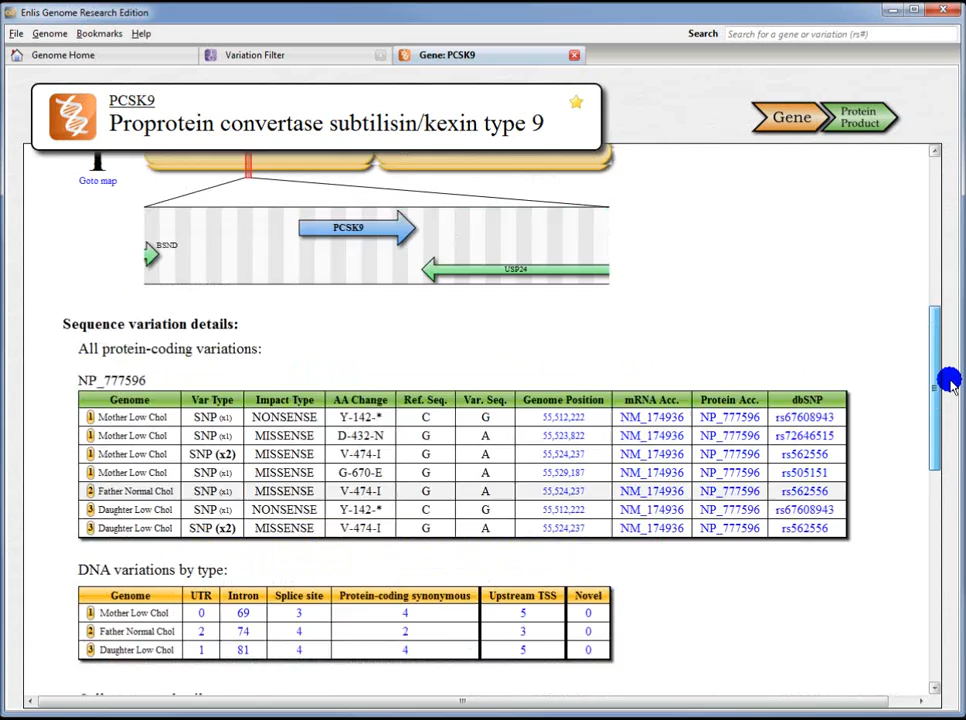 Enlis Genome Research Edition
File Genome Bookmarks Help Search Search for a gene or variation (rs#)
Genome Home Variation Filter Gene: PCSK9
PCSK9
Proprotein convertase subtilisin/kexin type 9
Gene Protein Product
Goto map
PCSK9
BSND
USP24
Sequence variation details:
All protein-coding variations:
NP_777596
Genome Var Type Impact Type AA Change Ref. Seq. Var. Seq. Genome Position mRNA Acc. Protein Acc. dbSNP
1 Mother Low Chol SNP (x1) NONSENSE Y-142-* C G 55,512,222 NM_174936 NP_777596 rs67608943
1 Mother Low Chol SNP (x1) MISSENSE D-432-N G A 55,523,822 NM_174936 NP_777596 rs72646515
1 Mother Low Chol SNP (x2) MISSENSE V-474-I G A 55,524,237 NM_174936 NP_777596 rs562556
1 Mother Low Chol SNP (x1) MISSENSE G-670-E G A 55,529,187 NM_174936 NP_777596 rs505151
2 Father Normal Chol SNP (x1) MISSENSE V-474-I G A 55,524,237 NM_174936 NP_777596 rs562556
3 Daughter Low Chol SNP (x1) NONSENSE Y-142-* C G 55,512,222 NM_174936 NP_777596 rs67608943
3 Daughter Low Chol SNP (x2) MISSENSE V-474-I G A 55,524,237 NM_174936 NP_777596 rs562556
DNA variations by type:
Genome UTR Intron Splice site Protein-coding synonymous Upstream TSS Novel
1 Mother Low Chol 0 69 3 4 5 0
2 Father Normal Chol 2 74 4 2 3 0
3 Daughter Low Chol 1 81 4 4 5 0